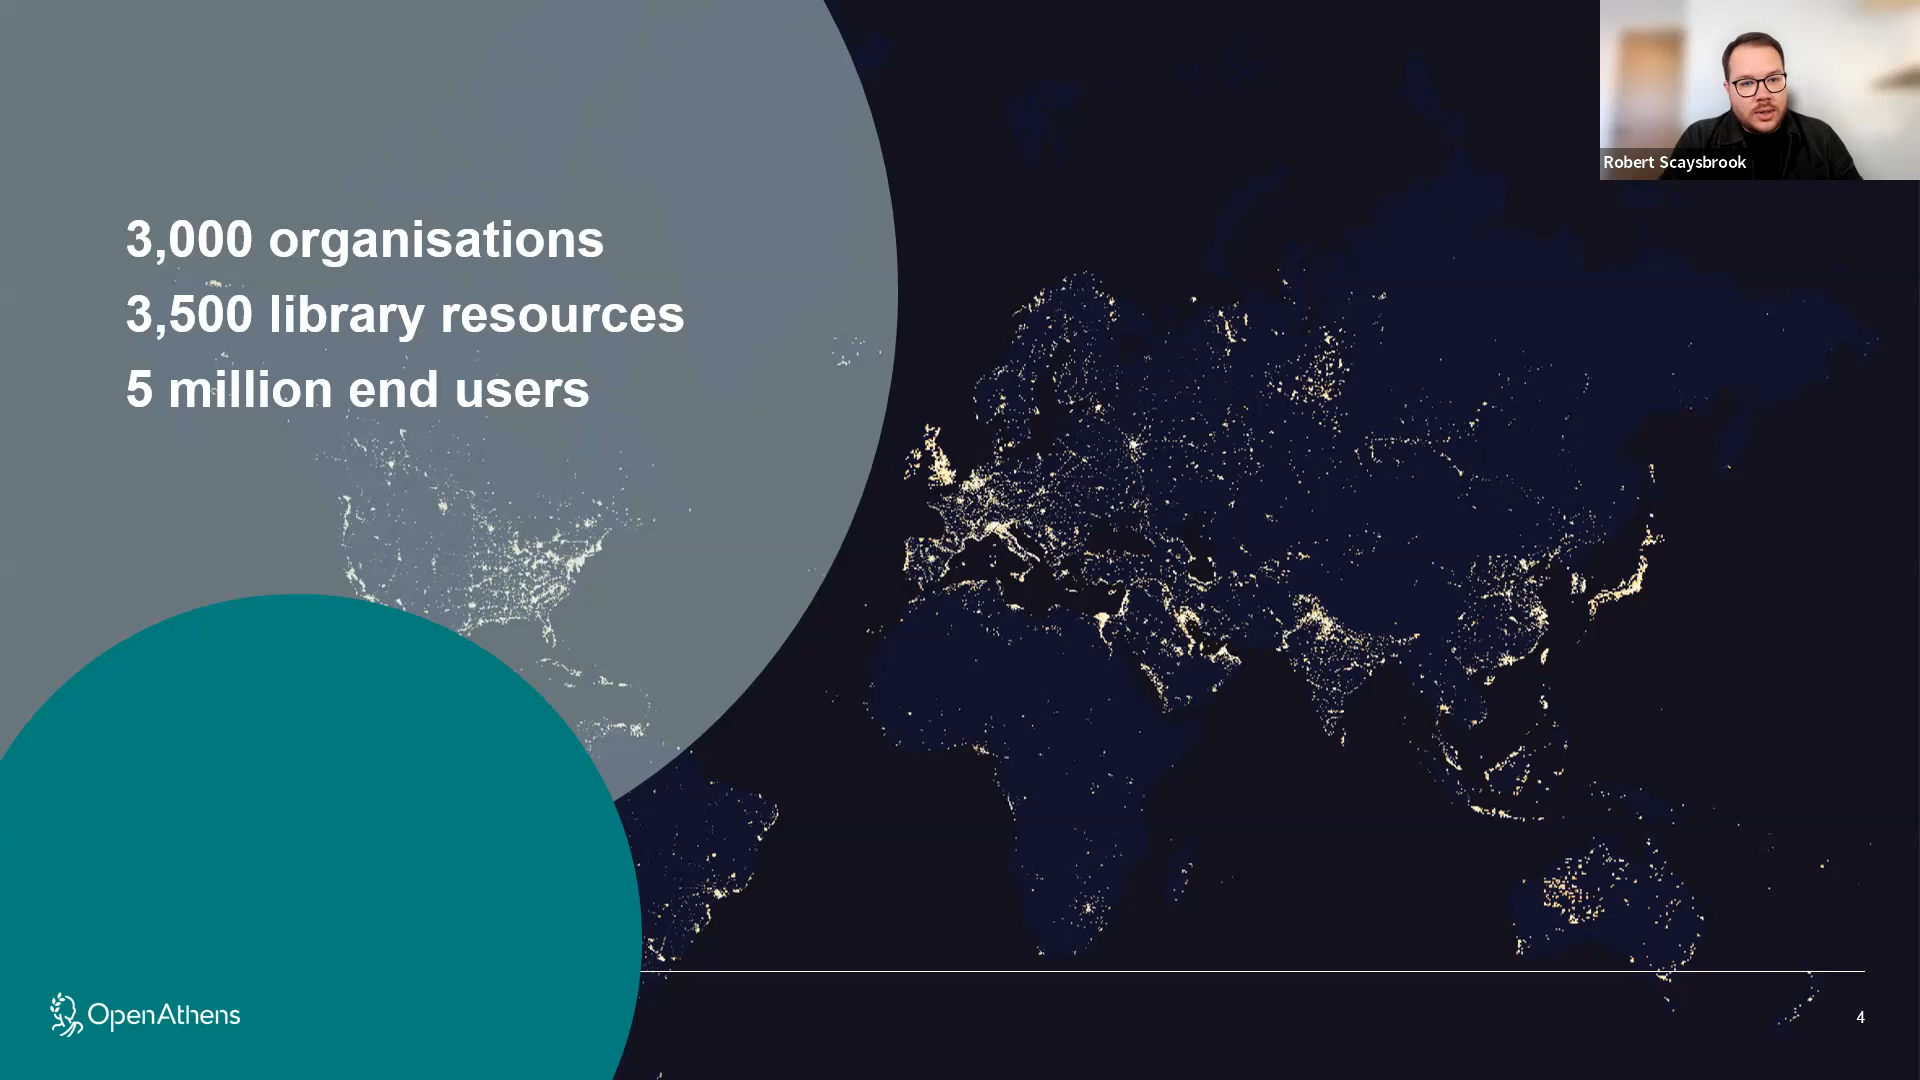 Robert Scaysbrook
3,000 organisations
3,500 library resources
5 million end users
OpenAthens
4